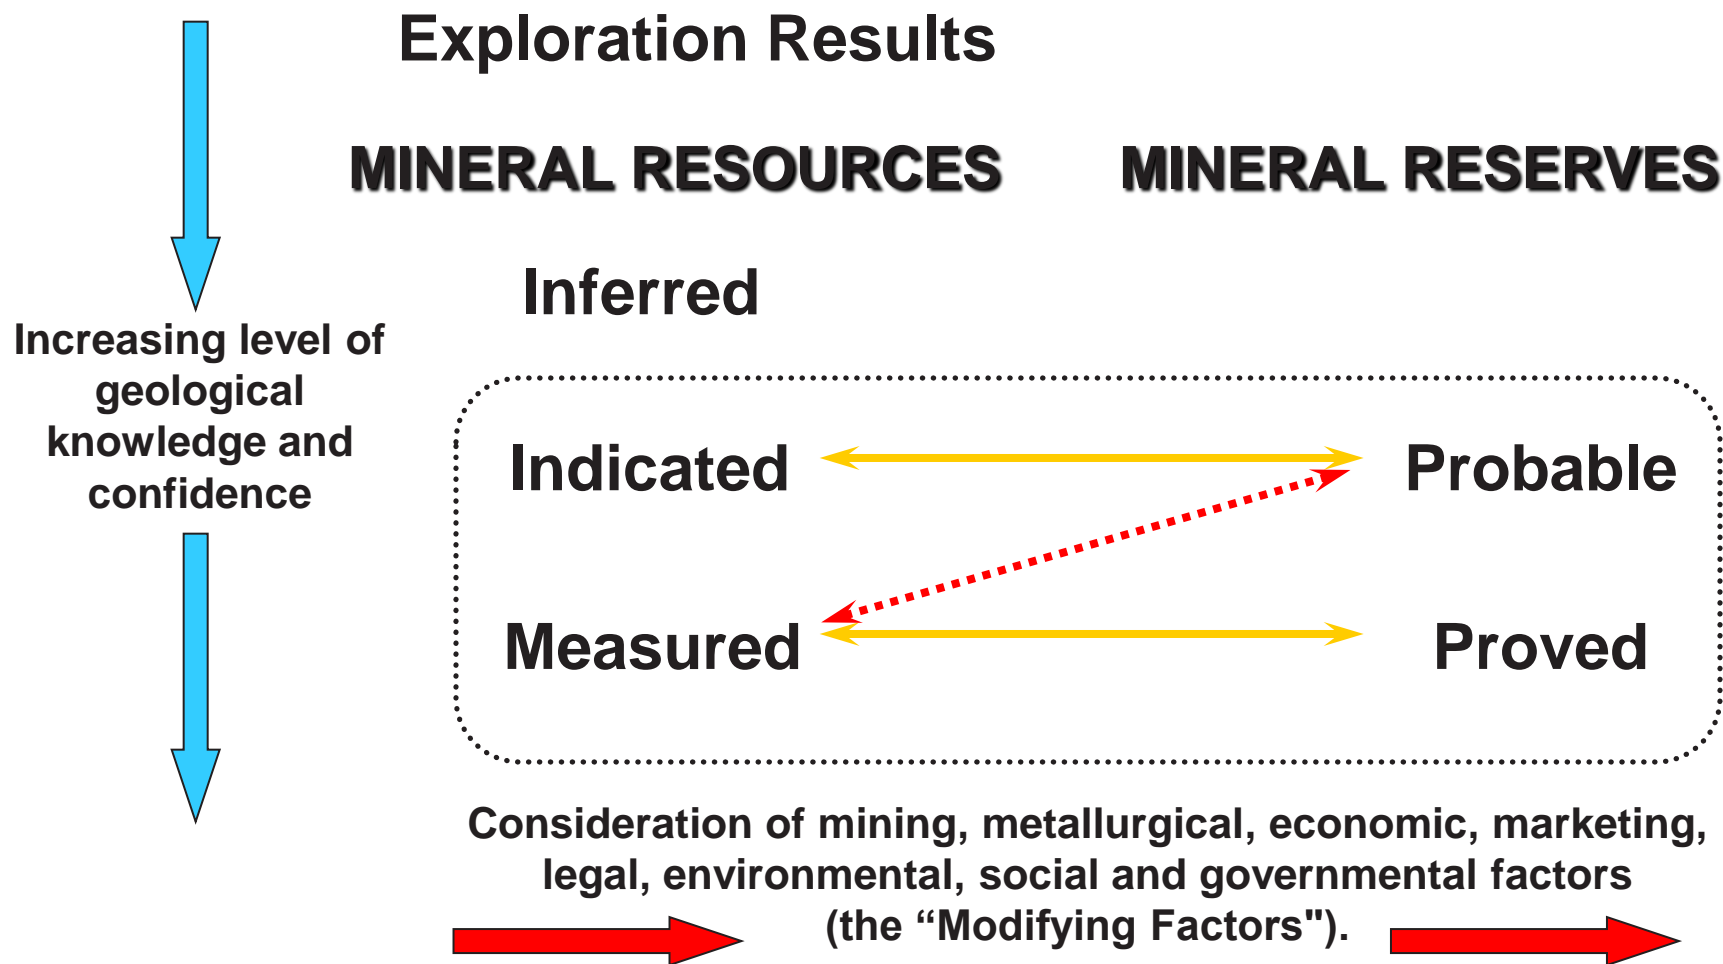 Exploration Results
MINERAL RESOURCES
MINERAL RESERVES
Inferred
Increasing level of
geological
knowledge and
confidence
Indicated
Probable
Measured
Proved
Consideration of mining, metallurgical, economic, marketing,
legal, environmental, social and governmental factors
(the “Modifying Factors").